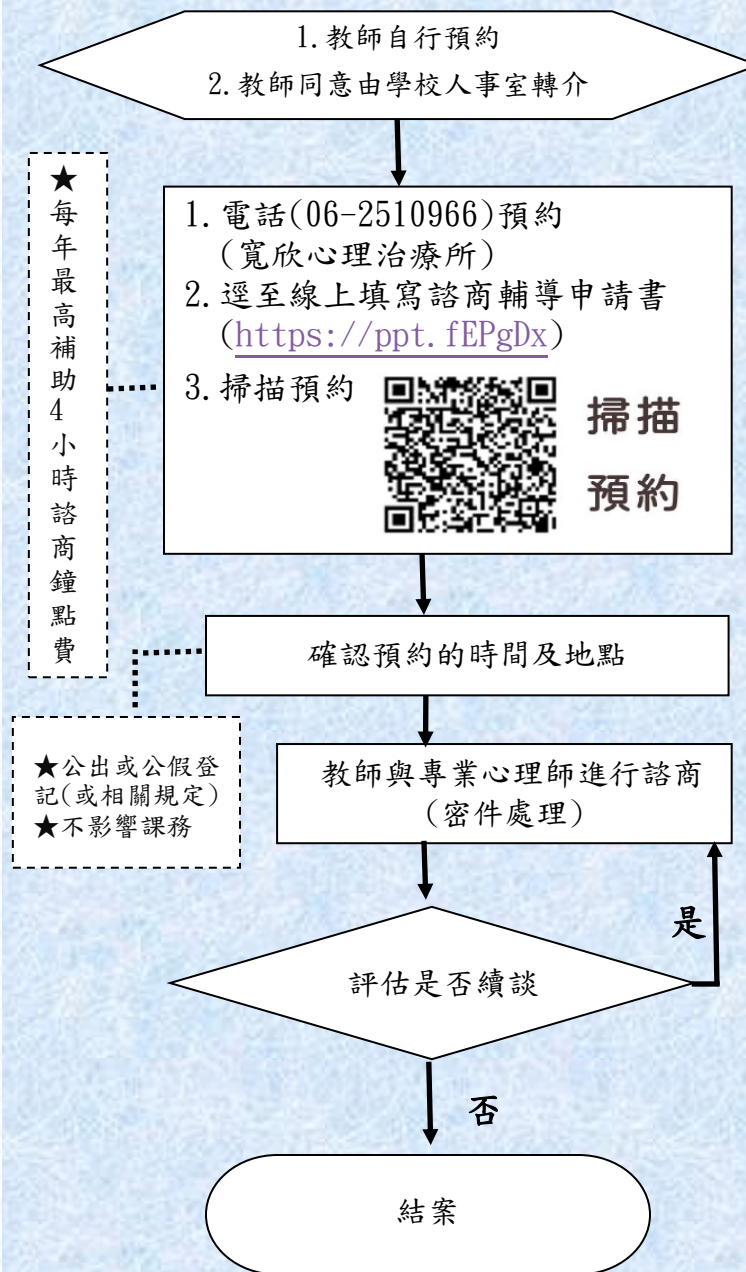 1.教師自行預約
2.教師同意由學校人事室轉介
★每年最高補助4小時諮商鐘點費
1.電話(06-2510966)預約
(寬欣心理治療所)
2.逕至線上填寫諮商輔導申請書
(https://ppt.fEPgDx)
3.掃描預約
掃描
預約
確認預約的時間及地點
★公出或公假登
記(或相關規定)
★不影響課務
教師與專業心理師進行諮商
(密件處理)
是
評估是否續談
否
結案